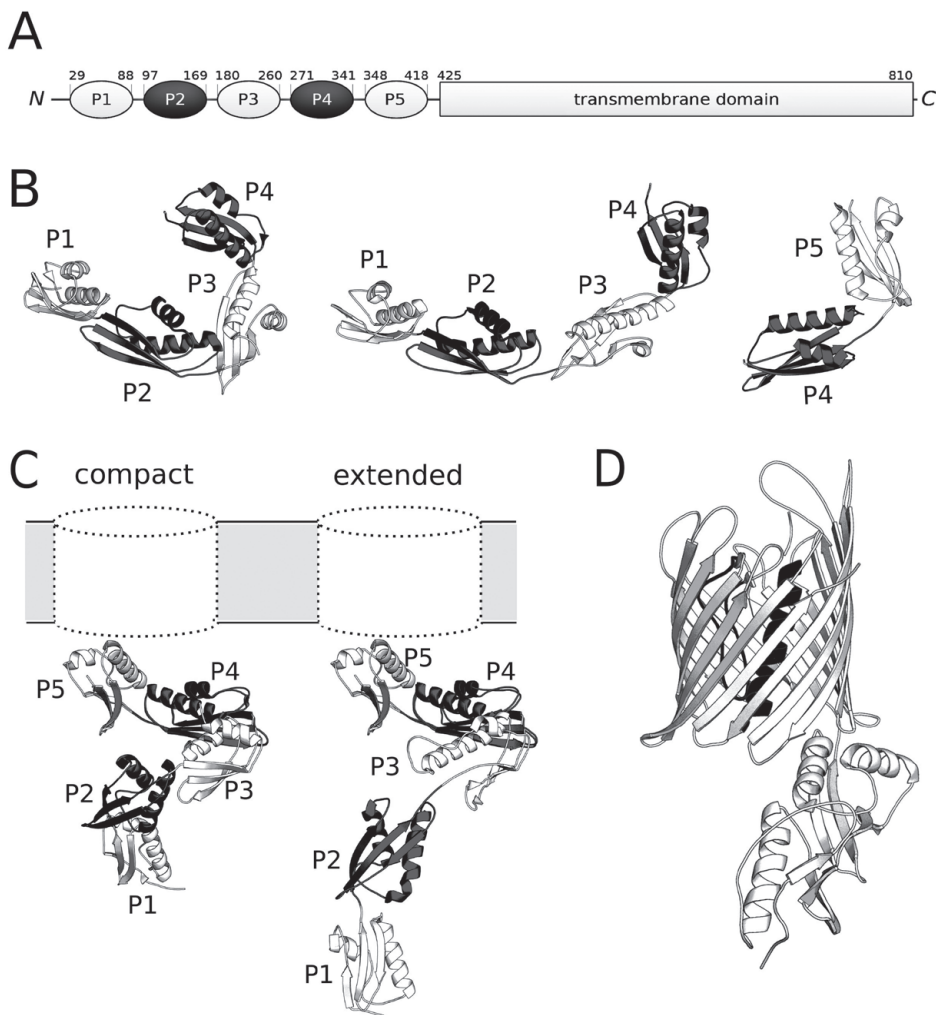 A
29 88 97 169 180 260 271 341 348 418 425 810
N P1 P2 P3 P4 P5 transmembrane domain C
B
P1 P2 P3 P4
P1 P2 P3 P4
P5 P4
C
compact extended
P5 P4 P3 P2 P1
P5 P4 P3 P2 P1
D